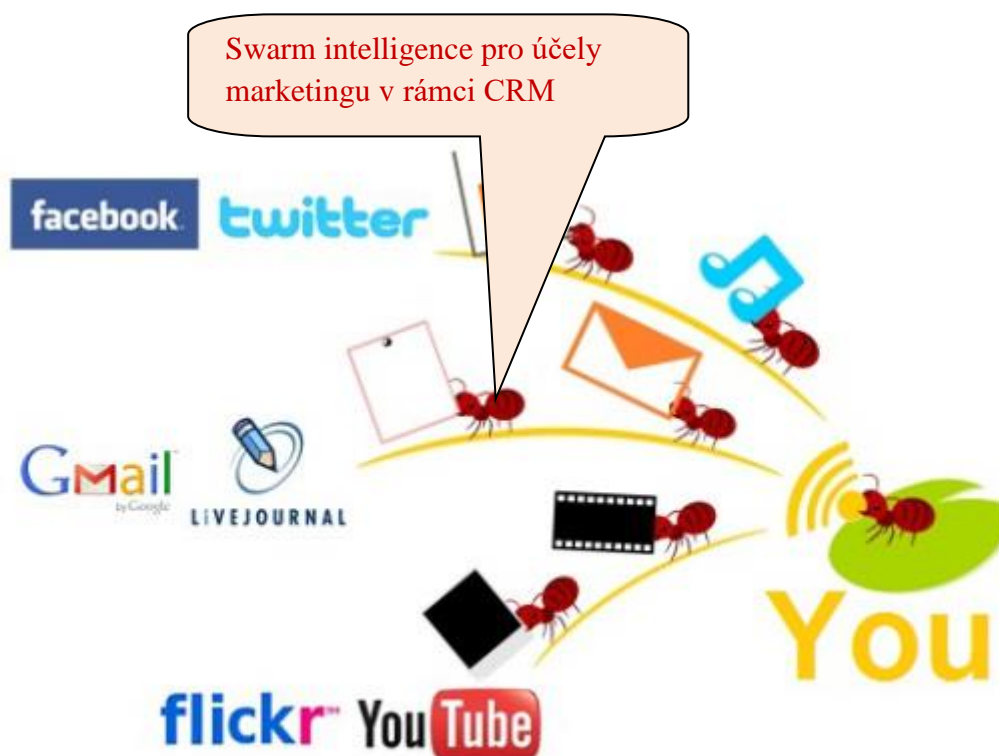 Swarm intelligence pro účely
marketingu v rámci CRM
facebook
twitter
Gmail
by Google
LiVEJOURNAL
You
flickr
YouTube